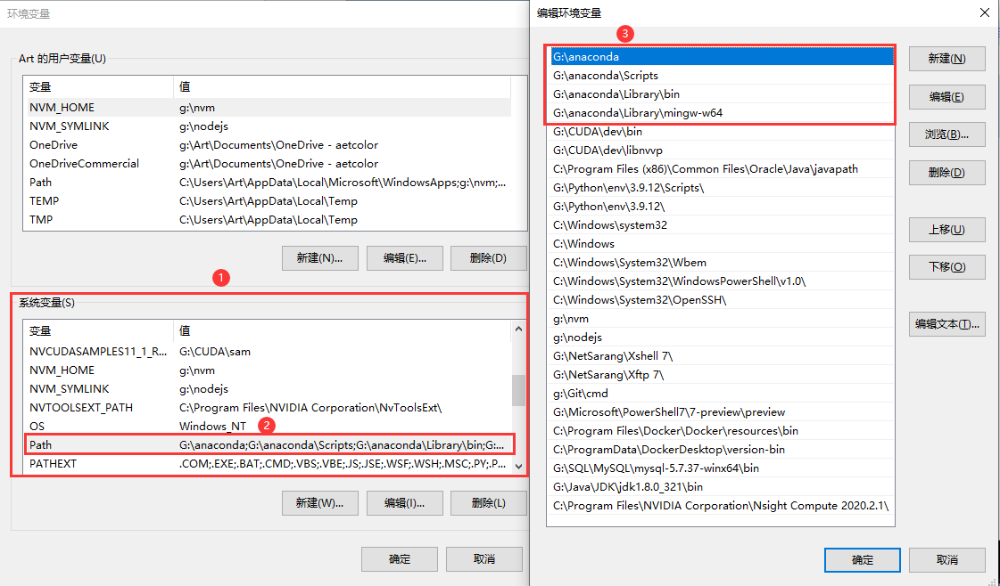 环境变量
Art 的用户变量(U)
变量 值
NVM_HOME g:\nvm
NVM_SYMLINK g:\nodejs
OneDrive g:\Art\Documents\OneDrive - aetcolor
OneDriveCommercial g:\Art\Documents\OneDrive - aetcolor
Path C:\Users\Art\AppData\Local\Microsoft\WindowsApps;g:\nvm;...
TEMP C:\Users\Art\AppData\Local\Temp
TMP C:\Users\Art\AppData\Local\Temp
新建(N)... 编辑(E)... 删除(D)
1
系统变量(S)
变量 值
NVCUDASAMPLES11_1_R... G:\CUDA\sam
NVM_HOME g:\nvm
NVM_SYMLINK g:\nodejs
NVTOOLSEXT_PATH C:\Program Files\NVIDIA Corporation\NvToolsExt\
OS Windows_NT 2
Path G:\anaconda;G:\anaconda\Scripts;G:\anaconda\Library\bin;G:...
PATHEXT .COM;.EXE;.BAT;.CMD;.VBS;.VBE;.JS;.JSE;.WSF;.WSH;.MSC;.PY;.P...
新建(W)... 编辑(I)... 删除(L)
确定 取消
编辑环境变量
3
G:\anaconda
G:\anaconda\Scripts
G:\anaconda\Library\bin
G:\anaconda\Library\mingw-w64
G:\CUDA\dev\bin
G:\CUDA\dev\libnvvp
C:\Program Files (x86)\Common Files\Oracle\Java\javapath
G:\Python\env\3.9.12\Scripts\
G:\Python\env\3.9.12\
C:\Windows\system32
C:\Windows
C:\Windows\System32\Wbem
C:\Windows\System32\WindowsPowerShell\v1.0\
C:\Windows\System32\OpenSSH\
g:\nvm
g:\nodejs
G:\NetSarang\Xshell 7\
G:\NetSarang\Xftp 7\
g:\Git\cmd
G:\Microsoft\PowerShell7\7-preview\preview
C:\Program Files\Docker\Docker\resources\bin
C:\ProgramData\DockerDesktop\version-bin
G:\SQL\MySQL\mysql-5.7.37-winx64\bin
G:\Java\JDK\jdk1.8.0_321\bin
C:\Program Files\NVIDIA Corporation\Nsight Compute 2020.2.1\
新建(N)
编辑(E)
浏览(B)...
删除(D)
上移(U)
下移(O)
编辑文本(T)...
确定 取消